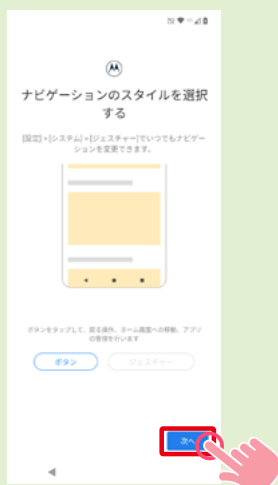 ナビゲーションのスタイルを選択
する
[設定]>[システム]>[ジェスチャー]でいつでもナビゲー
ションを変更できます。
ボタンをタップして、戻る操作、ホーム画面への移動、アプリ
の管理を行います
ボタン
ジェスチャー
次へ